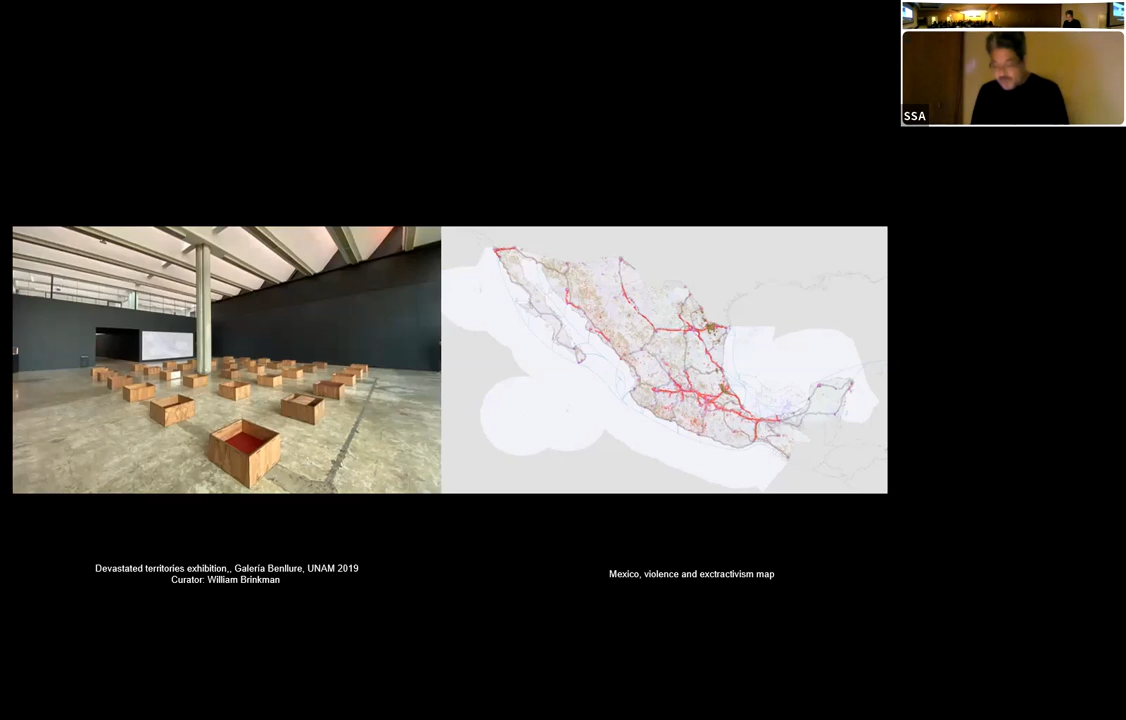 SSA
Devastated territories exhibition,, Galería Benllure, UNAM 2019
Curator: William Brinkman
Mexico, violence and exctractivism map